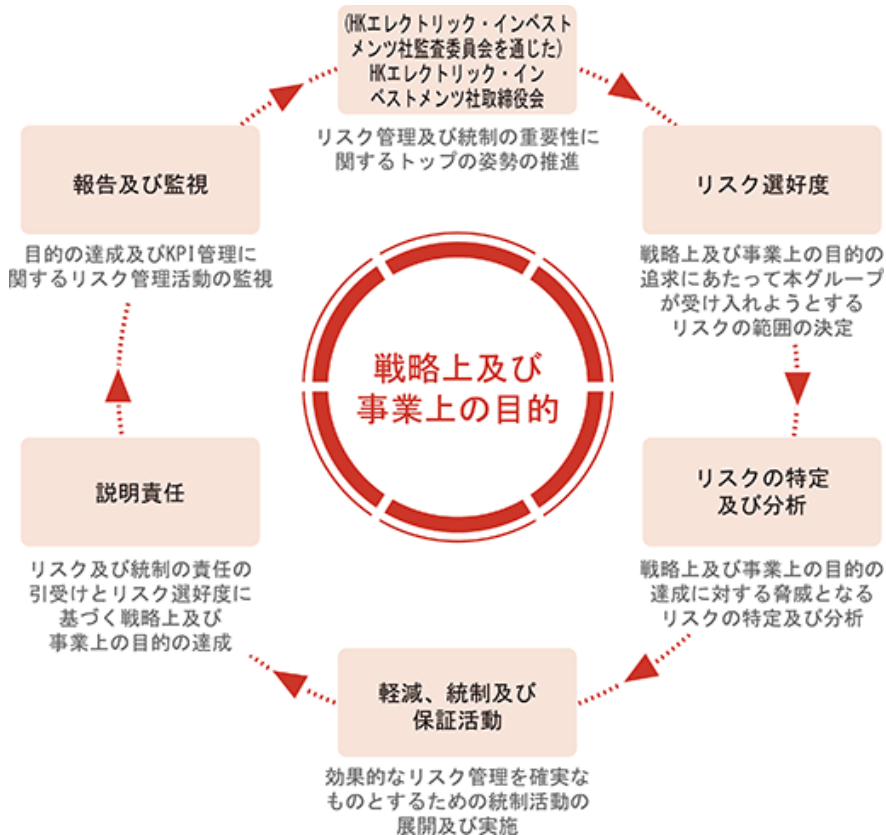 (HKエレクトリック・インベスト
メンツ社監査委員会を通じた)
HKエレクトリック・イン
ベストメンツ社取締役会
リスク管理及び統制の重要性に
関するトップの姿勢の推進
リスク選好度
戦略上及び事業上の目的の
追求にあたって本グループ
が受け入れようとする
リスクの範囲の決定
リスクの特定
及び分析
戦略上及び事業上の目的の
達成に対する脅威となる
リスクの特定及び分析
軽減、統制及び
保証活動
効果的なリスク管理を確実な
ものとするための統制活動の
展開及び実施
説明責任
リスク及び統制の責任の
引受けとリスク選好度に
基づく戦略上及び
事業上の目的の達成
報告及び監視
目的の達成及びKPI管理に
関するリスク管理活動の監視
戦略上及び
事業上の目的